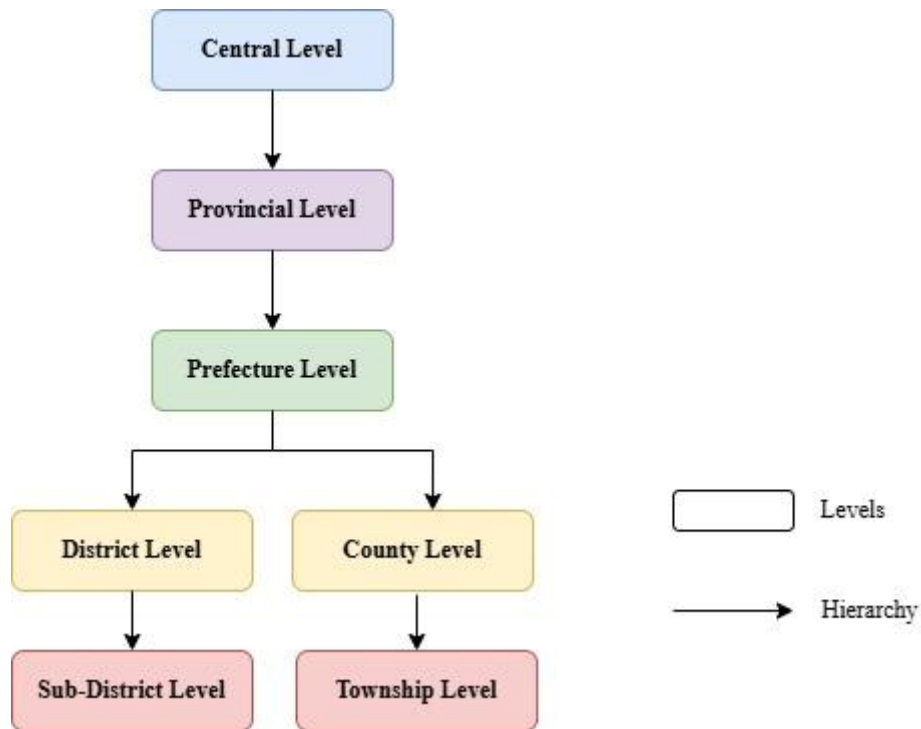 Central Level
Provincial Level
Prefecture Level
District Level
County Level
Levels
Hierarchy
Sub-District Level
Township Level